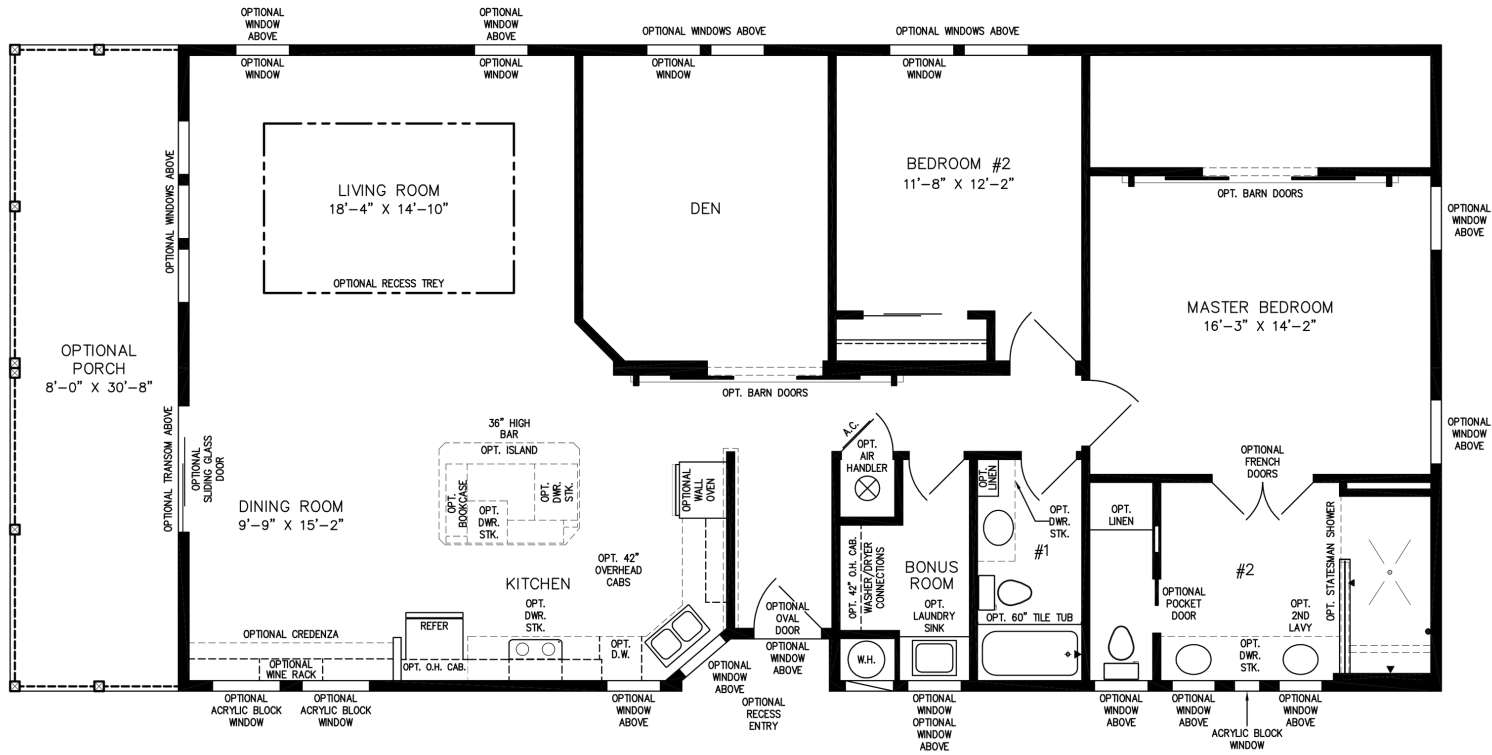 OPTIONAL
WINDOW
ABOVE
OPTIONAL
WINDOW
ABOVE
OPTIONAL WINDOWS ABOVE
OPTIONAL WINDOWS ABOVE
OPTIONAL
WINDOW
OPTIONAL
WINDOW
OPTIONAL
WINDOW
OPTIONAL
WINDOW
OPTIONAL WINDOWS ABOVE
LIVING ROOM
18'-4" X 14'-10"
OPTIONAL RECESS TREY
DEN
BEDROOM #2
11'-8" X 12'-2"
OPT. BARN DOORS
OPTIONAL
WINDOW
ABOVE
MASTER BEDROOM
16'-3" X 14'-2"
OPTIONAL
PORCH
8'-0" X 30'-8"
OPT. BARN DOORS
OPTIONAL
WINDOW
ABOVE
OPTIONAL TRANSOM ABOVE
OPTIONAL
SLIDING GLASS
DOOR
36" HIGH
BAR
OPT. ISLAND
OPT.
BOOKCASE
OPT.
DWR.
STK.
OPT.
DWR.
STK.
DINING ROOM
9'-9" X 15'-2"
OPTIONAL
WALL
OVEN
A.C.
OPT.
AIR
HANDLER
OPT.
LINEN
OPT.
DWR.
STK.
#1
OPTIONAL
FRENCH
DOORS
OPT.
LINEN
OPT. STATESMAN SHOWER
#2
KITCHEN
OPT.
DWR.
STK.
OPT. 42"
OVERHEAD
CABS
OPT. 42" O.H. CAB.
WASHER/DRYER
CONNECTIONS
BONUS
ROOM
OPT.
LAUNDRY
SINK
OPT. 60" TILE TUB
OPTIONAL
POCKET
DOOR
OPT.
2ND
LAVY
OPTIONAL
OVAL
DOOR
REFER
OPTIONAL CREDENZA
OPTIONAL
WINE RACK
OPT. O.H. CAB.
OPT.
D.W.
W.H.
OPT.
DWR.
STK.
OPTIONAL
ACRYLIC BLOCK
WINDOW
OPTIONAL
ACRYLIC BLOCK
WINDOW
OPTIONAL
WINDOW
ABOVE
OPTIONAL
WINDOW
ABOVE
OPTIONAL
WINDOW
ABOVE
OPTIONAL
RECESS
ENTRY
OPTIONAL
WINDOW
OPTIONAL
WINDOW
ABOVE
OPTIONAL
WINDOW
ABOVE
OPTIONAL
WINDOW
ABOVE
OPTIONAL
WINDOW
ABOVE
ACRYLIC BLOCK
WINDOW